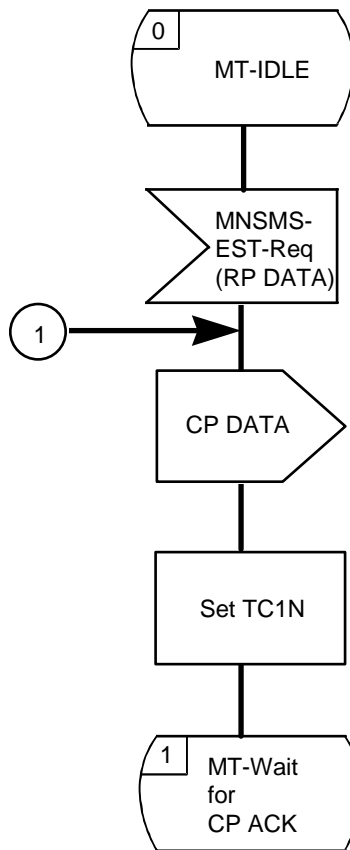 0
MT-IDLE
MNSMS-
EST-Req
(RP DATA)
1
CP DATA
Set TC1N
1
MT-Wait
for
CP ACK